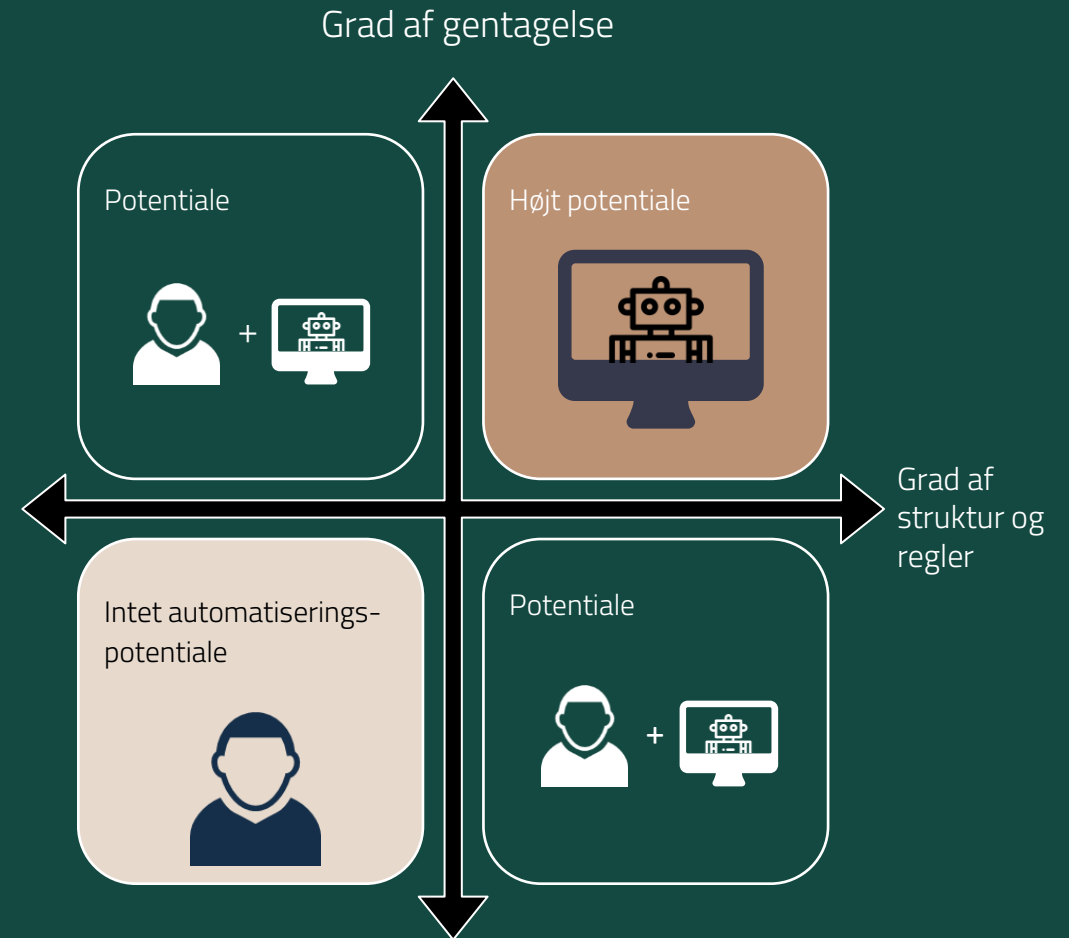 Grad af gentagelse
Potentiale
+
Højt potentiale
Grad af
struktur og
regler
Intet automatiserings-
potentiale
Potentiale
+